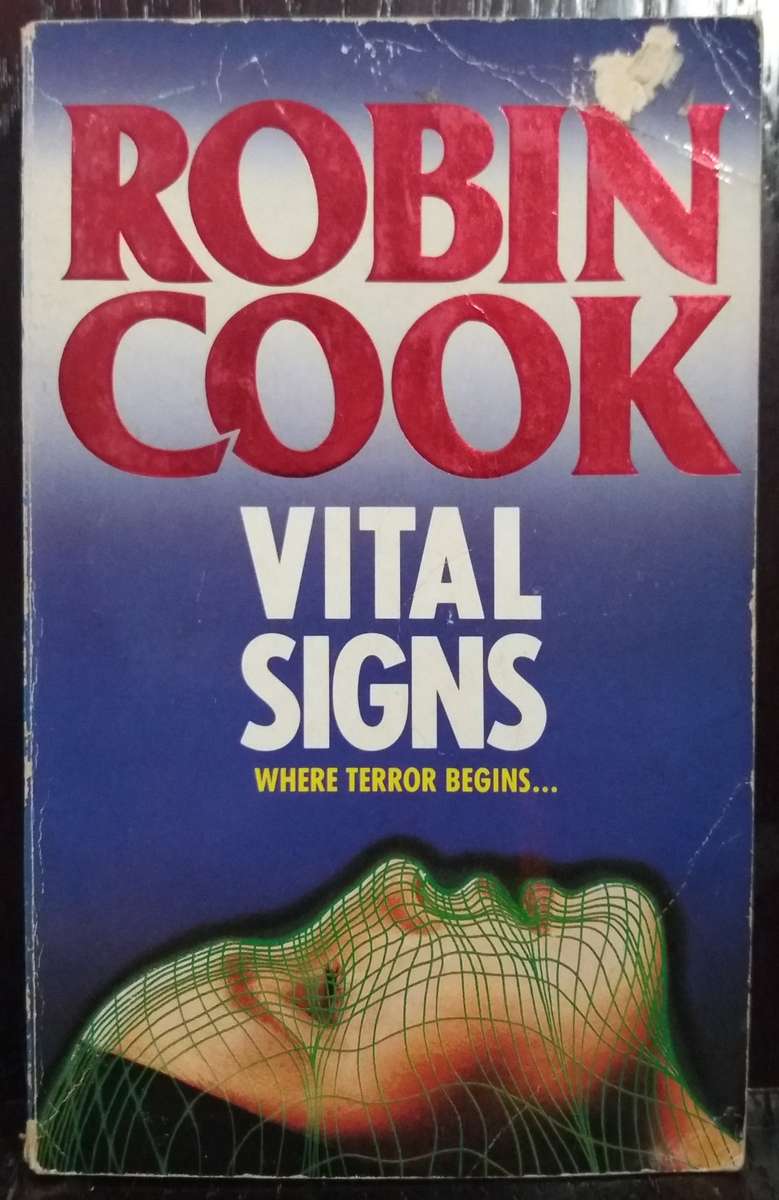 ROBIN
COOK
VITAL
SIGNS
WHERE TERROR BEGINS...